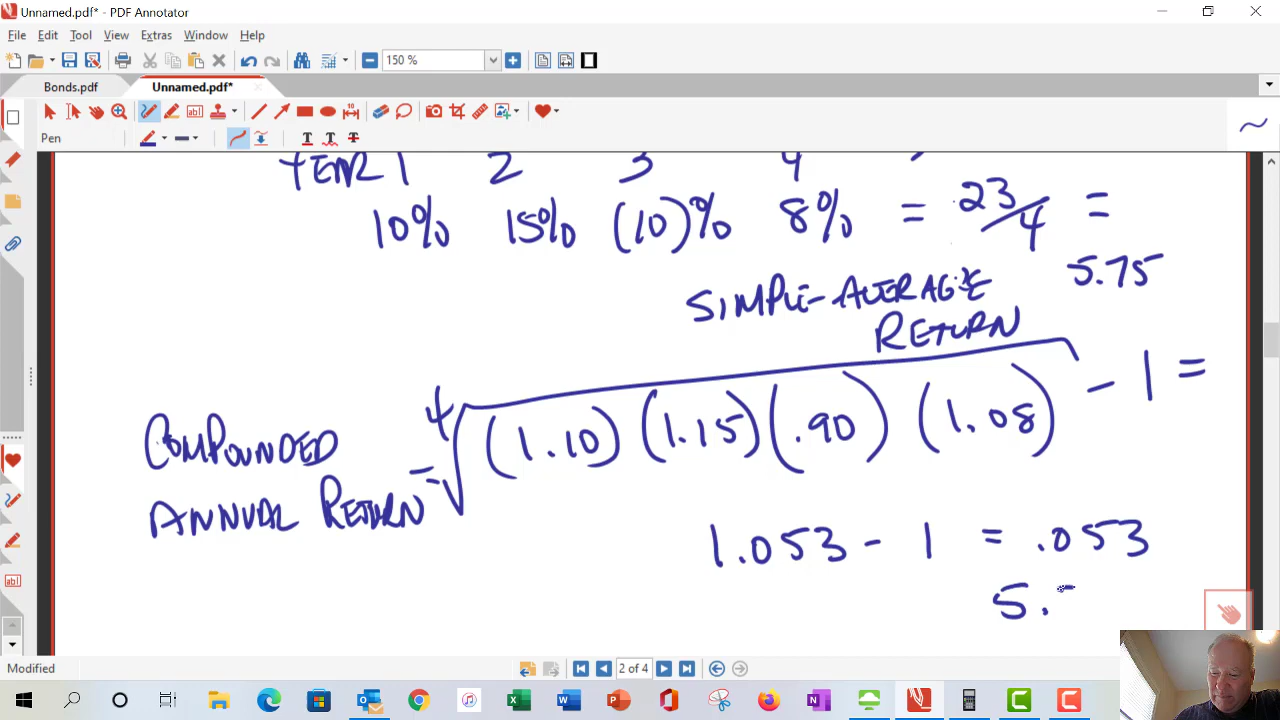 Unnamed.pdf* - PDF Annotator
File Edit Tool View Extras Window Help
150 %
Bonds.pdf Unnamed.pdf*
Pen
YEAR 1 2 3 4
10% 15% (10)% 8% = 23/4 =
5.75
SIMPLE-AVERAGE
RETURN
4√(1.10)(1.15)(.90)(1.08) - 1 =
COMPOUNDED
ANNUAL RETURN =
1.053 - 1 = .053
5.
Modified
2 of 4